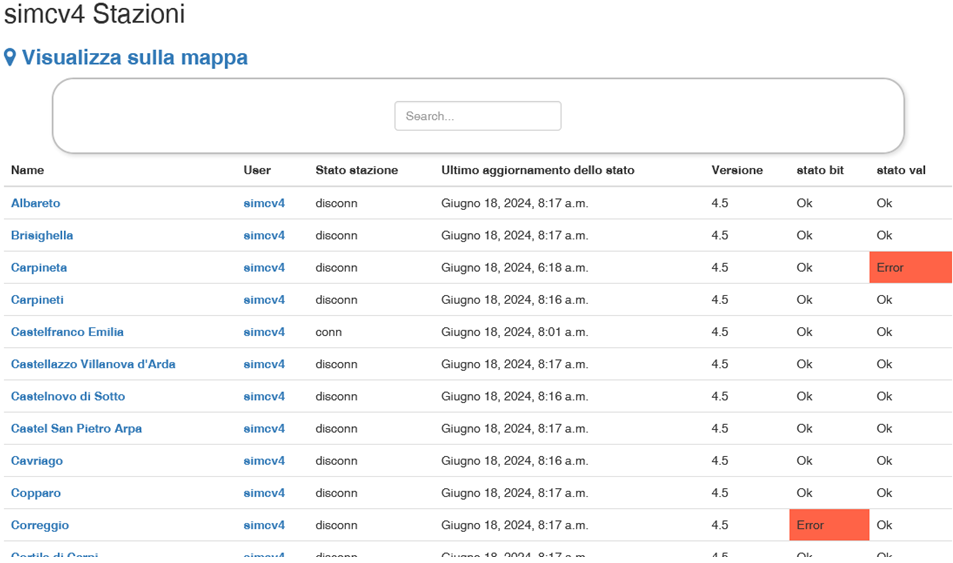 simcv4 Stazioni
Visualizza sulla mappa
Search...
Name User Stato stazione Ultimo aggiornamento dello stato Versione stato bit stato val
Albareto simcv4 disconn Giugno 18, 2024, 8:17 a.m. 4.5 Ok Ok
Brisighella simcv4 disconn Giugno 18, 2024, 8:17 a.m. 4.5 Ok Ok
Carpineta simcv4 disconn Giugno 18, 2024, 6:18 a.m. 4.5 Ok Error
Carpineti simcv4 disconn Giugno 18, 2024, 8:16 a.m. 4.5 Ok Ok
Castelfranco Emilia simcv4 conn Giugno 18, 2024, 8:01 a.m. 4.5 Ok Ok
Castellazzo Villanova d'Arda simcv4 disconn Giugno 18, 2024, 8:17 a.m. 4.5 Ok Ok
Castelnovo di Sotto simcv4 disconn Giugno 18, 2024, 8:16 a.m. 4.5 Ok Ok
Castel San Pietro Arpa simcv4 disconn Giugno 18, 2024, 8:17 a.m. 4.5 Ok Ok
Cavriago simcv4 disconn Giugno 18, 2024, 8:16 a.m. 4.5 Ok Ok
Copparo simcv4 disconn Giugno 18, 2024, 8:17 a.m. 4.5 Ok Ok
Correggio simcv4 disconn Giugno 18, 2024, 8:17 a.m. 4.5 Error Ok
Cortile di Carpi simcv4 disconn Giugno 18, 2024, 8:17 a.m. 4.5 Ok Ok